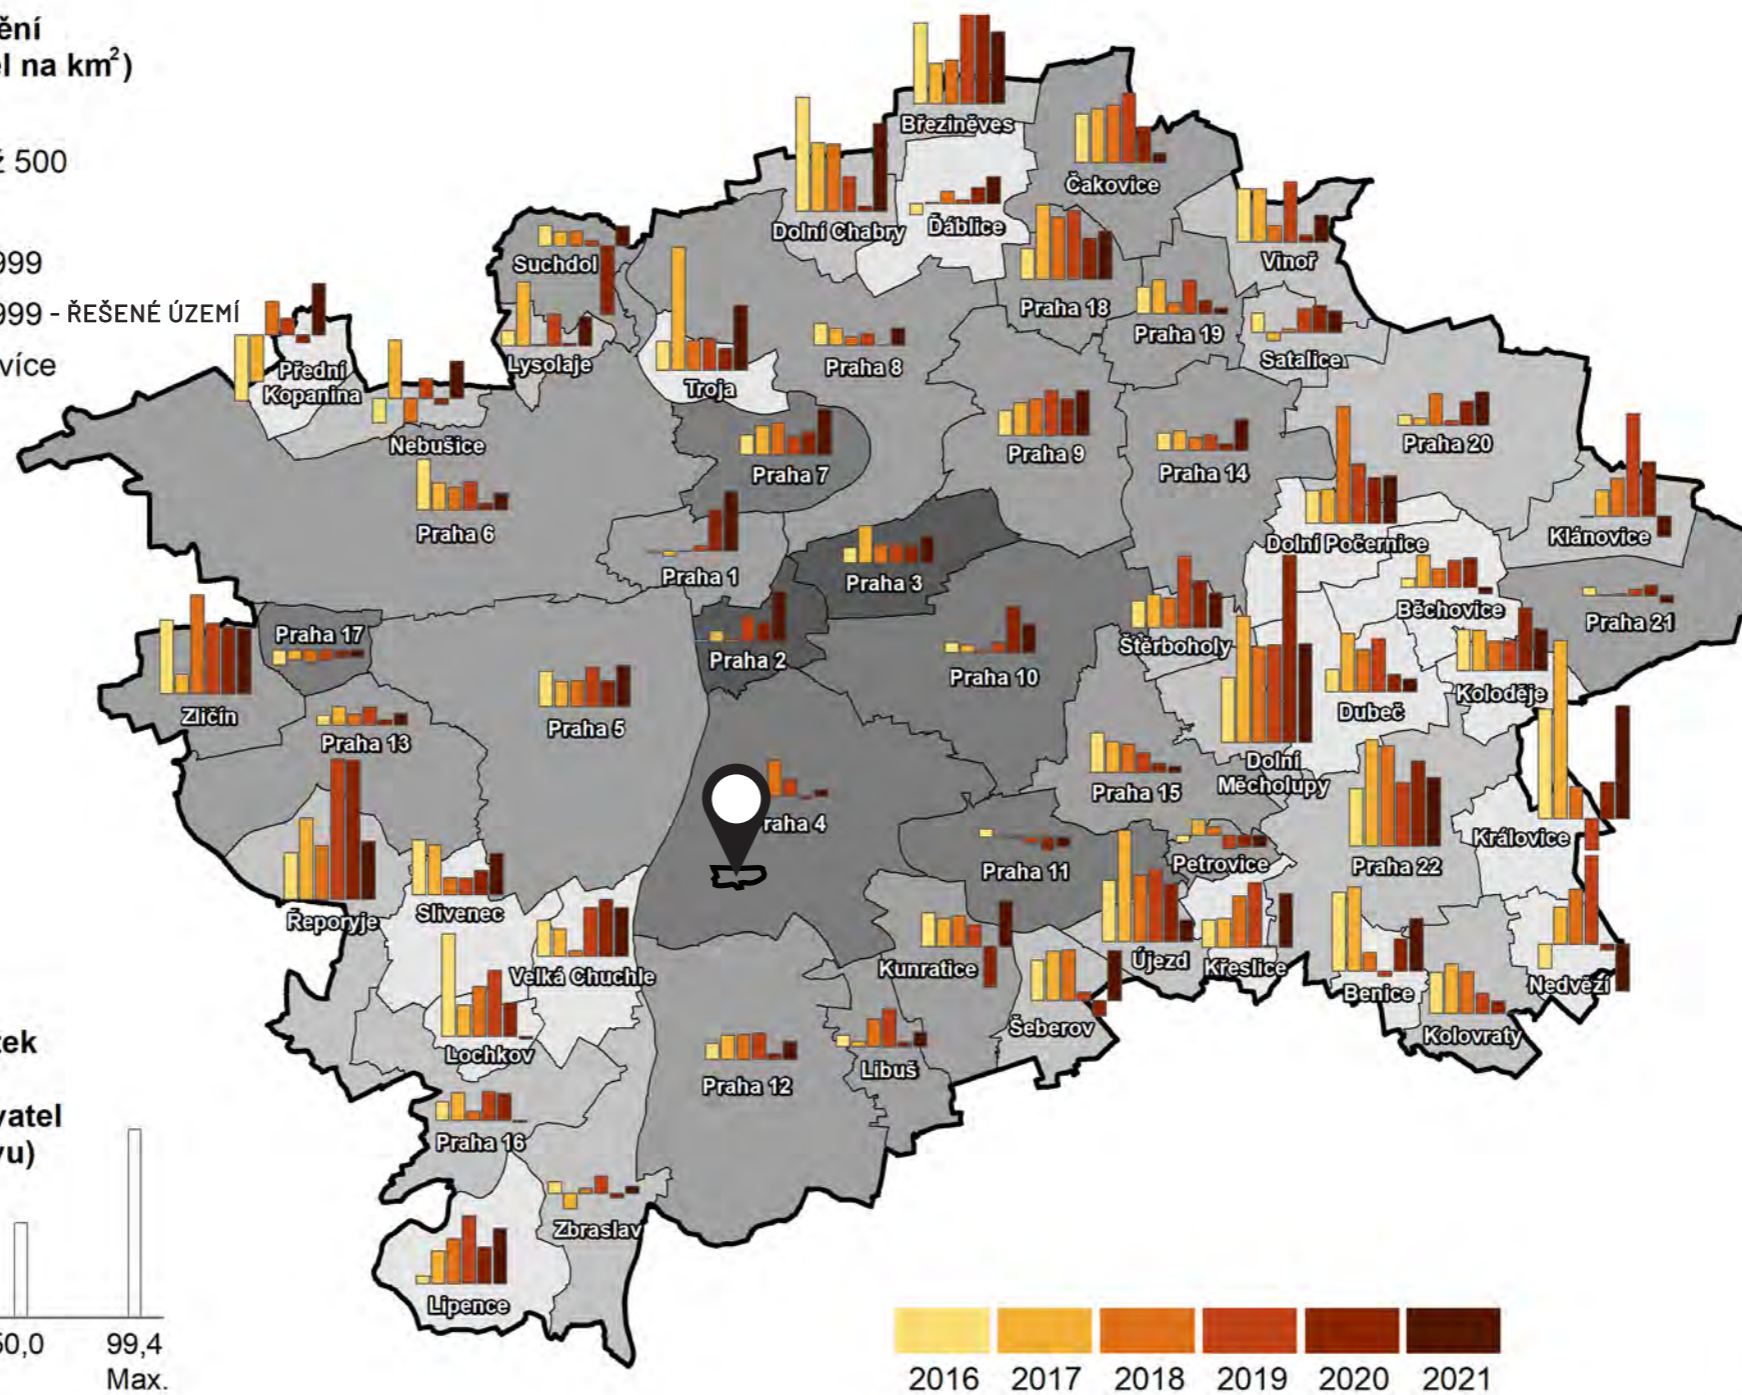 ění
el na km²)
ž 500
999
999 - ŘEŠENÉ ÚZEMÍ
více
Březiněves
Čakovice
Dolní Chabry
Ďáblice
Vinoř
Suchdol
Praha 18
Praha 19
Satalice
Přední
Kopanina
Lysolaje
Troja
Praha 8
Nebušice
Praha 7
Praha 9
Praha 14
Praha 20
Praha 6
Klánovice
Dolní Počernice
Praha 1
Praha 3
Běchovice
Praha 21
Praha 17
Praha 2
Štěrboholy
Praha 10
Koloděje
Zličín
Praha 13
Praha 5
Dubeč
Dolní
Měcholupy
Praha 15
raha 4
Královice
Praha 11
Petrovice
Praha 22
Řeporyje
Slivenec
Velká Chuchle
Kunratice
Újezd
Křeslice
Benice
Nedvězí
Šeberov
Kolovraty
Lochkov
Libuš
Praha 12
Praha 16
Zbraslav
Lipence
tek
vatel
vu)
50,0
99,4
Max.
2016
2017
2018
2019
2020
2021